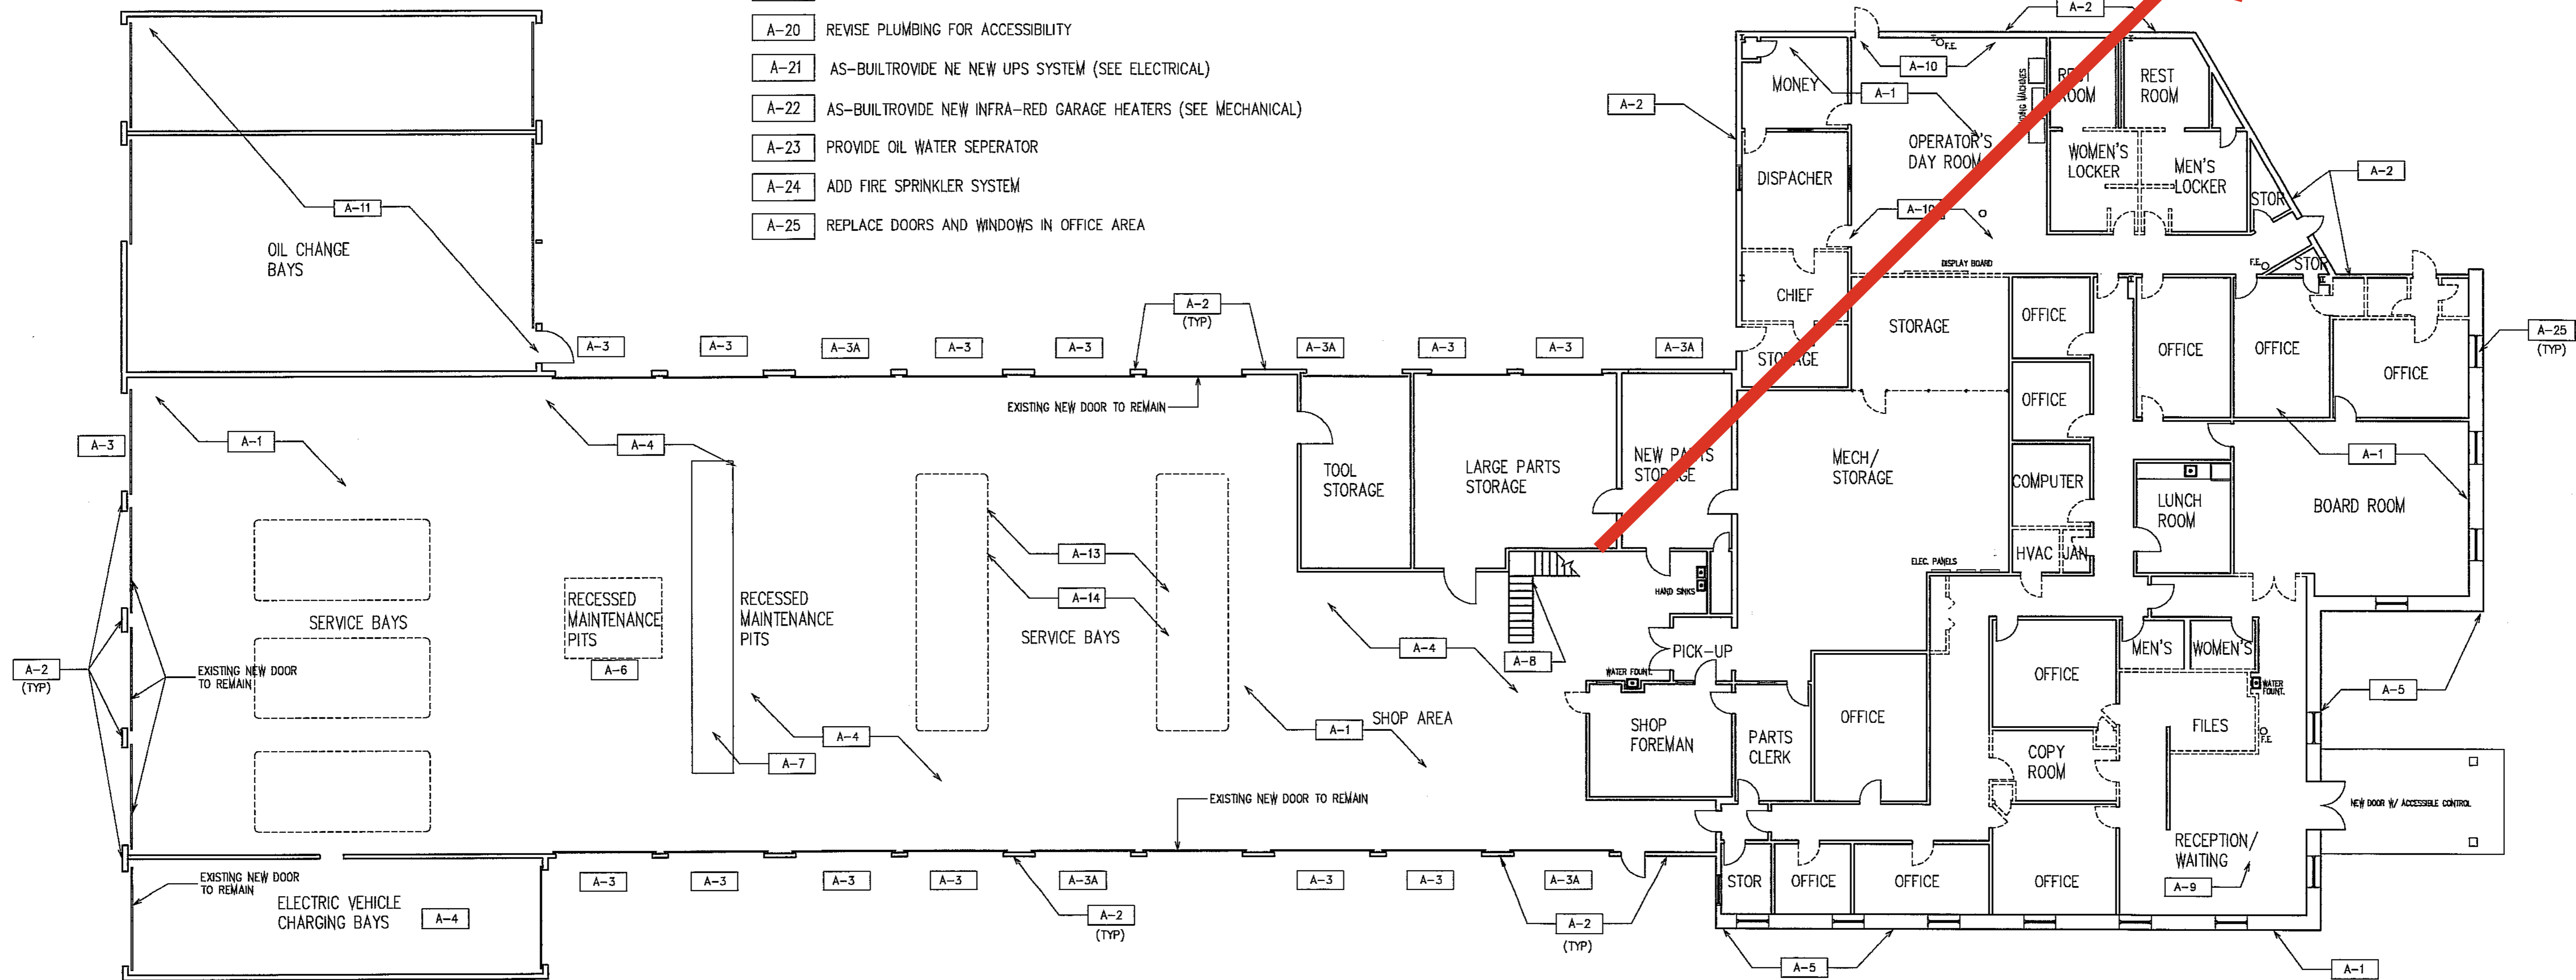 A-20 REVISE PLUMBING FOR ACCESSIBILITY
A-21 AS-BUILTROVIDE NE NEW UPS SYSTEM (SEE ELECTRICAL)
A-22 AS-BUILTROVIDE NEW INFRA-RED GARAGE HEATERS (SEE MECHANICAL)
A-23 PROVIDE OIL WATER SEPERATOR
A-24 ADD FIRE SPRINKLER SYSTEM
A-25 REPLACE DOORS AND WINDOWS IN OFFICE AREA
A-11
OIL CHANGE
BAYS
A-2
A-2
A-10
F.E.
MONEY
A-1
REST
ROOM
REST
ROOM
OPERATOR'S
DAY ROOM
WOMEN'S
LOCKER
MEN'S
LOCKER
DISPACHER
A-2
STOR
A-10
DISPLAY BOARD
F.E.
STOR
CHIEF
STORAGE
STORAGE
OFFICE
OFFICE
OFFICE
OFFICE
OFFICE
A-25
(TYP)
A-3
A-3
A-3A
A-3
A-3
A-2
(TYP)
A-3A
A-3
A-3
A-3A
EXISTING NEW DOOR TO REMAIN
A-3
A-1
A-4
TOOL
STORAGE
LARGE PARTS
STORAGE
NEW PARTS
STORAGE
MECH/
STORAGE
COMPUTER
HVAC
JAN
LUNCH
ROOM
A-1
BOARD ROOM
ELEC. PANELS
A-13
A-14
SERVICE BAYS
RECESSED
MAINTENANCE
PITS
A-6
RECESSED
MAINTENANCE
PITS
SERVICE BAYS
A-2
(TYP)
EXISTING NEW DOOR
TO REMAIN
A-4
A-8
HAND SINKS
PICK-UP
WATER FOUNT.
A-7
A-4
A-1
SHOP AREA
SHOP
FOREMAN
PARTS
CLERK
OFFICE
OFFICE
MEN'S
WOMEN'S
WATER
FOUNT.
FILES
F.E.
A-5
COPY
ROOM
NEW DOOR W/ ACCESSIBLE CONTROL
EXISTING NEW DOOR TO REMAIN
RECEPTION/
WAITING
A-9
EXISTING NEW DOOR
TO REMAIN
ELECTRIC VEHICLE
CHARGING BAYS
A-4
A-3
A-3
A-3
A-3
A-3A
A-2
(TYP)
A-3
A-3
A-3A
A-2
(TYP)
STOR
OFFICE
OFFICE
OFFICE
A-5
A-1